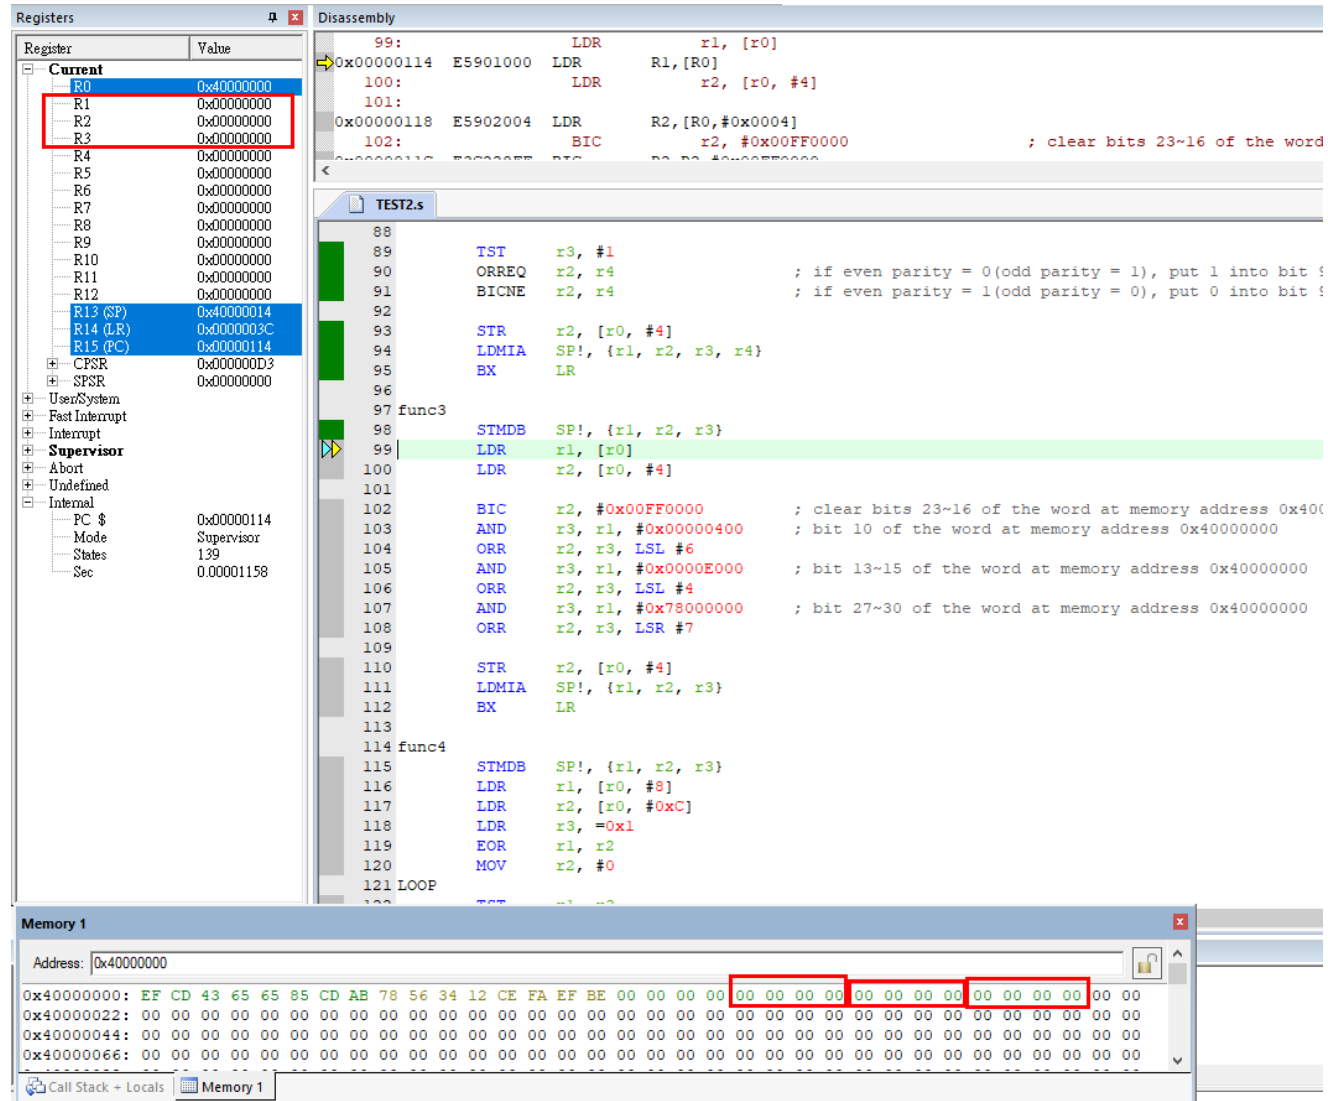 Registers
Register Value
Current
R0 0x40000000
R1 0x00000000
R2 0x00000000
R3 0x00000000
R4 0x00000000
R5 0x00000000
R6 0x00000000
R7 0x00000000
R8 0x00000000
R9 0x00000000
R10 0x00000000
R11 0x00000000
R12 0x00000000
R13 (SP) 0x40000014
R14 (LR) 0x0000003C
R15 (PC) 0x00000114
CPSR 0x000000D3
SPSR 0x00000000
User/System
Fast Interrupt
Interrupt
Supervisor
Abort
Undefined
Internal
PC $ 0x00000114
Mode Supervisor
States 139
Sec 0.00001158
Disassembly
99: LDR r1, [r0]
0x00000114 E5901000 LDR R1,[R0]
100: LDR r2, [r0, #4]
101:
0x00000118 E5902004 LDR R2,[R0,#0x0004]
102: BIC r2, #0x00FF0000 ; clear bits 23~16 of the word
TEST2.s
88
89 TST r3, #1
90 ORREQ r2, r4 ; if even parity = 0(odd parity = 1), put 1 into bit 9
91 BICNE r2, r4 ; if even parity = 1(odd parity = 0), put 0 into bit 9
92
93 STR r2, [r0, #4]
94 LDMIA SP!, {r1, r2, r3, r4}
95 BX LR
96
97 func3
98 STMDB SP!, {r1, r2, r3}
99 LDR r1, [r0]
100 LDR r2, [r0, #4]
101
102 BIC r2, #0x00FF0000 ; clear bits 23~16 of the word at memory address 0x400
103 AND r3, r1, #0x00000400 ; bit 10 of the word at memory address 0x40000000
104 ORR r2, r3, LSL #6
105 AND r3, r1, #0x0000E000 ; bit 13~15 of the word at memory address 0x40000000
106 ORR r2, r3, LSL #4
107 AND r3, r1, #0x78000000 ; bit 27~30 of the word at memory address 0x40000000
108 ORR r2, r3, LSR #7
109
110 STR r2, [r0, #4]
111 LDMIA SP!, {r1, r2, r3}
112 BX LR
113
114 func4
115 STMDB SP!, {r1, r2, r3}
116 LDR r1, [r0, #8]
117 LDR r2, [r0, #0xC]
118 LDR r3, =0x1
119 EOR r1, r2
120 MOV r2, #0
121 LOOP
Memory 1
Address: 0x40000000
0x40000000: EF CD 43 65 65 85 CD AB 78 56 34 12 CE FA EF BE 00 00 00 00 00 00 00 00 00 00 00 00 00 00 00 00 00 00
0x40000022: 00 00 00 00 00 00 00 00 00 00 00 00 00 00 00 00 00 00 00 00 00 00 00 00 00 00 00 00 00 00 00 00 00 00
0x40000044: 00 00 00 00 00 00 00 00 00 00 00 00 00 00 00 00 00 00 00 00 00 00 00 00 00 00 00 00 00 00 00 00 00 00
0x40000066: 00 00 00 00 00 00 00 00 00 00 00 00 00 00 00 00 00 00 00 00 00 00 00 00 00 00 00 00 00 00 00 00 00 00
Call Stack + Locals Memory 1